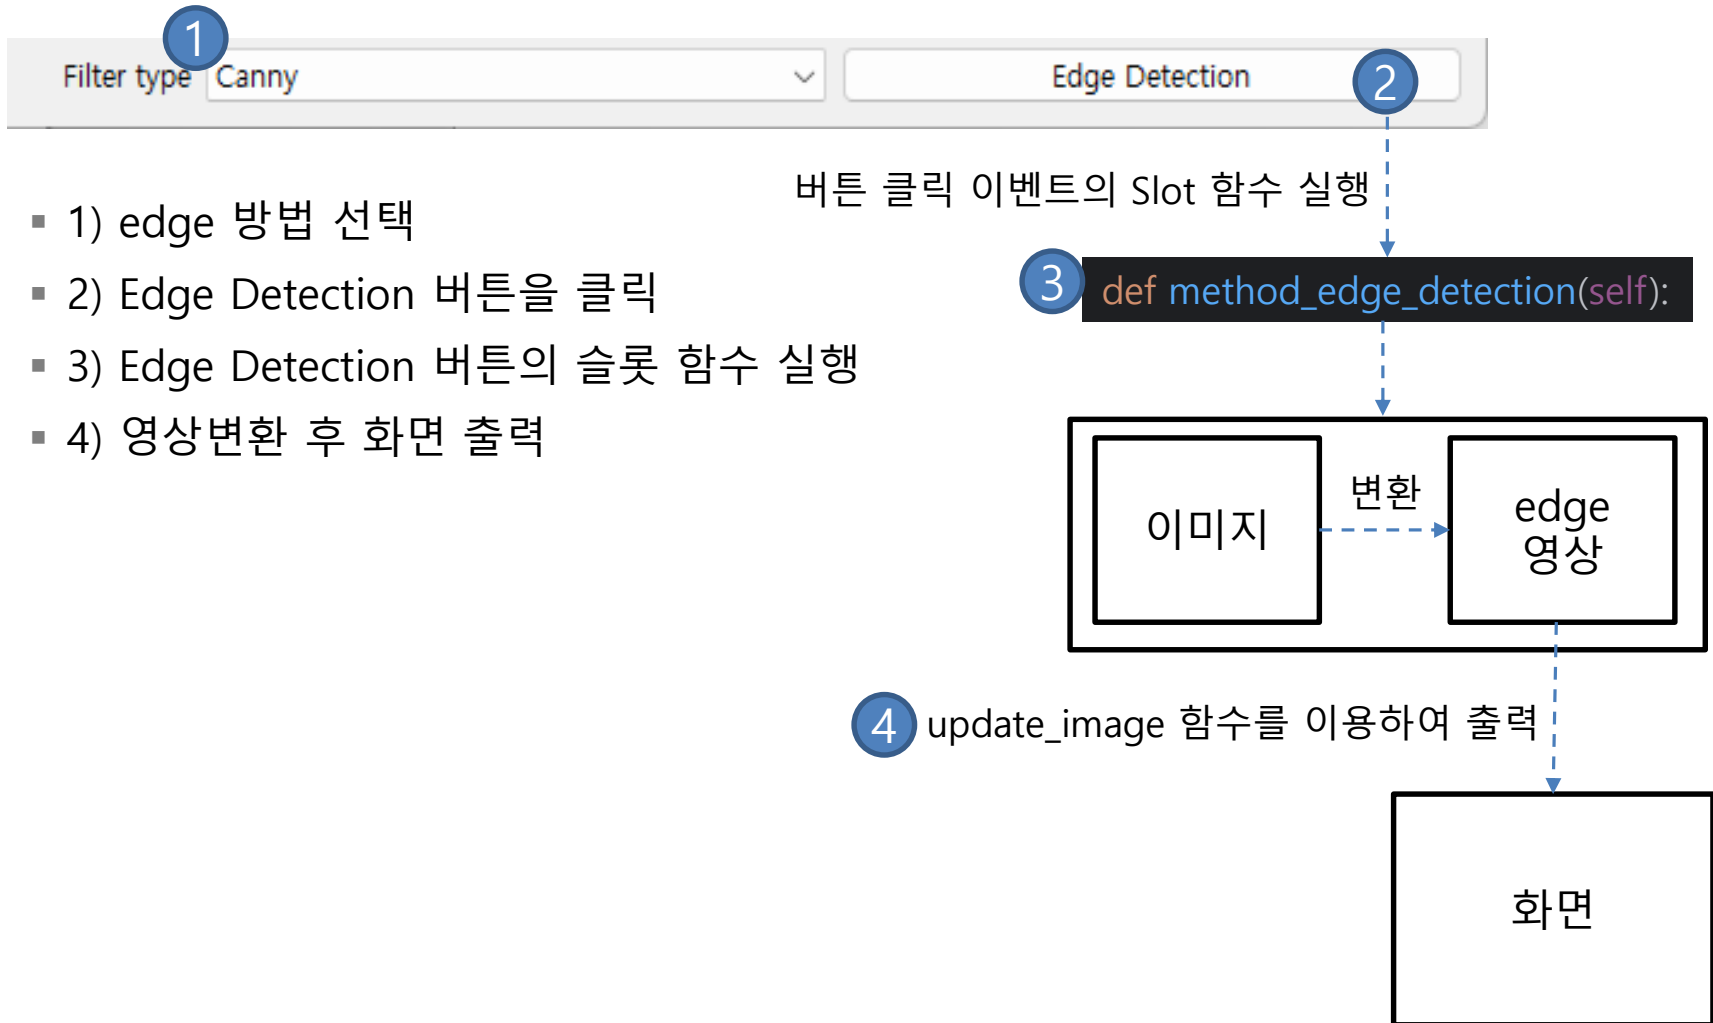 1
Filter type Canny Edge Detection 2
버튼 클릭 이벤트의 Slot 함수 실행
▪ 1) edge 방법 선택
▪ 2) Edge Detection 버튼을 클릭
▪ 3) Edge Detection 버튼의 슬롯 함수 실행
▪ 4) 영상변환 후 화면 출력
3 def method_edge_detection(self):
이미지
변환
edge
영상
4 update_image 함수를 이용하여 출력
화면